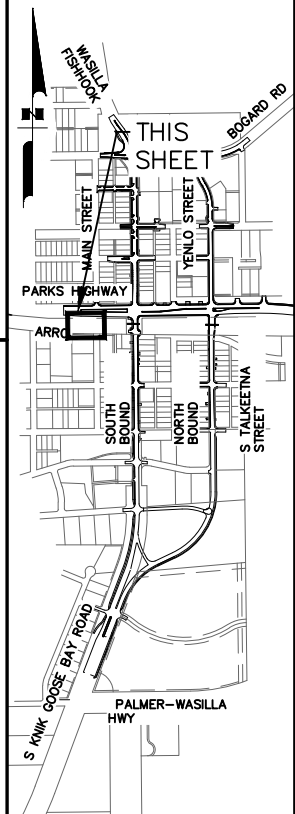 WASILLA
FISHHOOK
N
THIS
SHEET
BOGARD RD
MAIN STREET
YENLO STREET
PARKS HIGHWAY
ARRO
SOUTH
BOUND
NORTH
BOUND
S TALKEETNA
STREET
S KNIK GOOSE BAY ROAD
PALMER-WASILLA
HWY